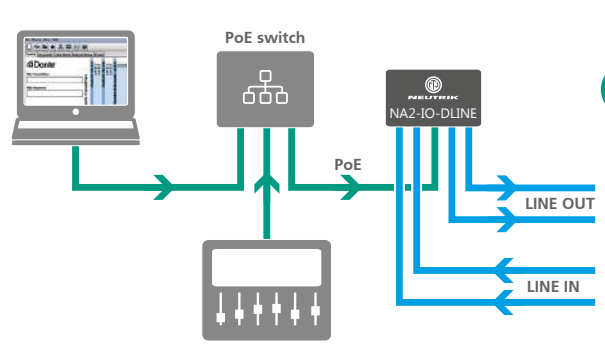 PoE switch
Dante
NEUTRIK
NA2-IO-DLINE
PoE
LINE OUT
LINE IN